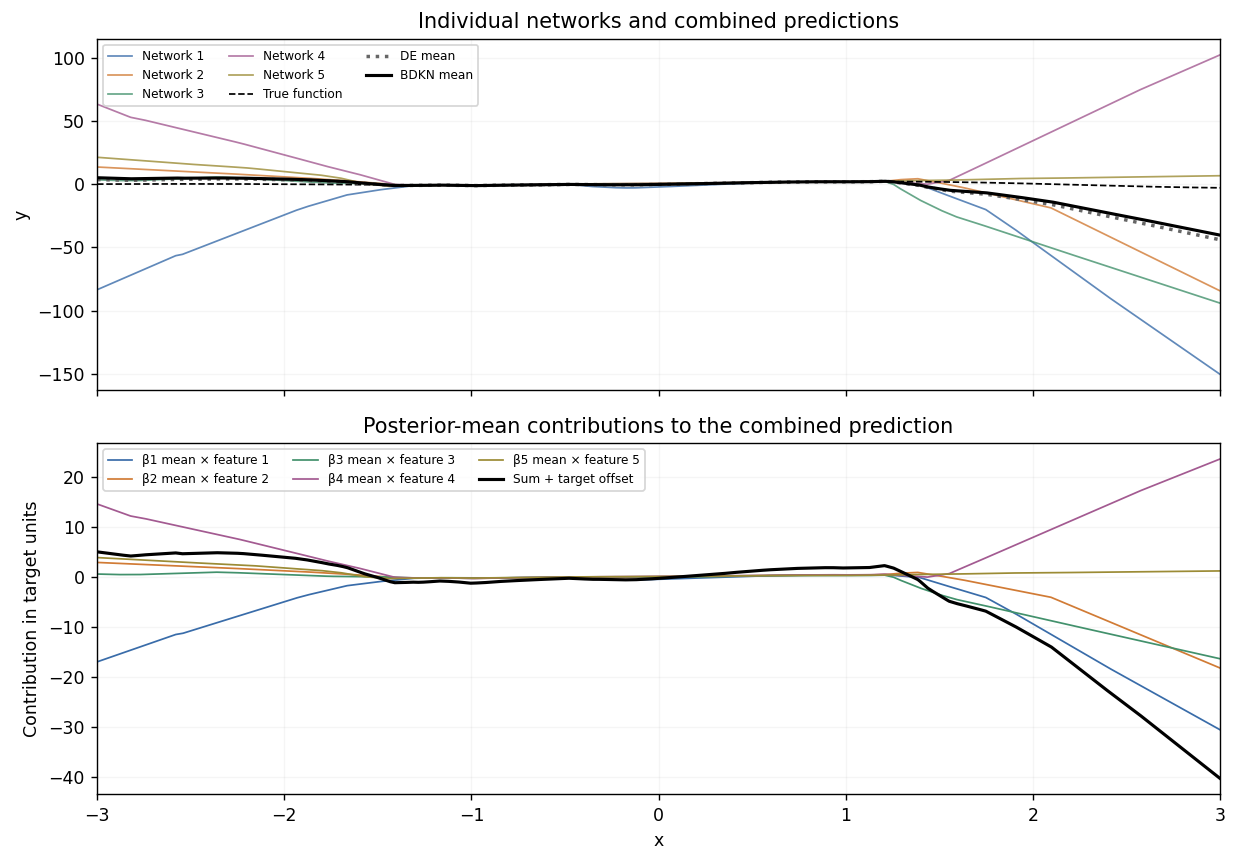 Individual networks and combined predictions
Network 1
Network 2
Network 3
Network 4
Network 5
True function
DE mean
BDKN mean
100
50
0
−50
−100
−150
y
Posterior-mean contributions to the combined prediction
β1 mean × feature 1
β2 mean × feature 2
β3 mean × feature 3
β4 mean × feature 4
β5 mean × feature 5
Sum + target offset
20
10
0
−10
−20
−30
−40
Contribution in target units
−3
−2
−1
0
1
2
3
x